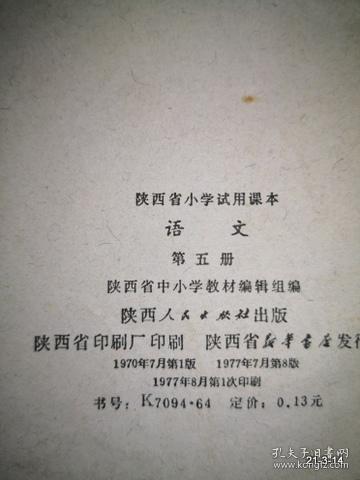 陕西省小学试用课本
语 文
第五册
陕西省中小学教材编辑组编
陕西人民出版社出版
陕西省印刷厂印刷 陕西省新华书店发行
1970年7月第1版 1977年7月第8版
1977年8月第1次印刷
书号：K7094·64 定价：0.13元
孔夫子旧书网
21-3-14
kongfz.com